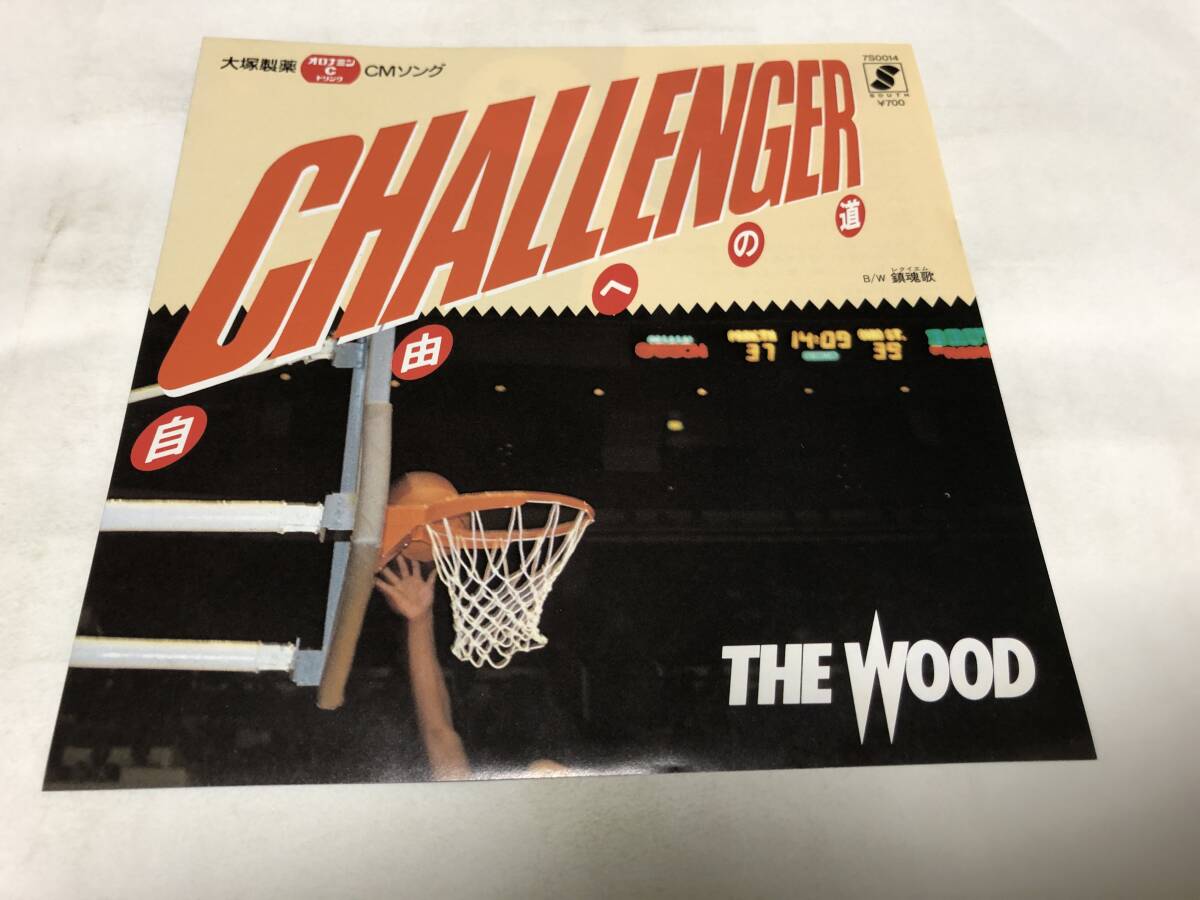 大塚製薬 オロナミン C ドリンク CMソング
7S0014
S
SOUTH
¥700
CHALLENGER
自由への道
B/W 鎮魂歌
レクイエム
14:09
37
35
THE WOOD